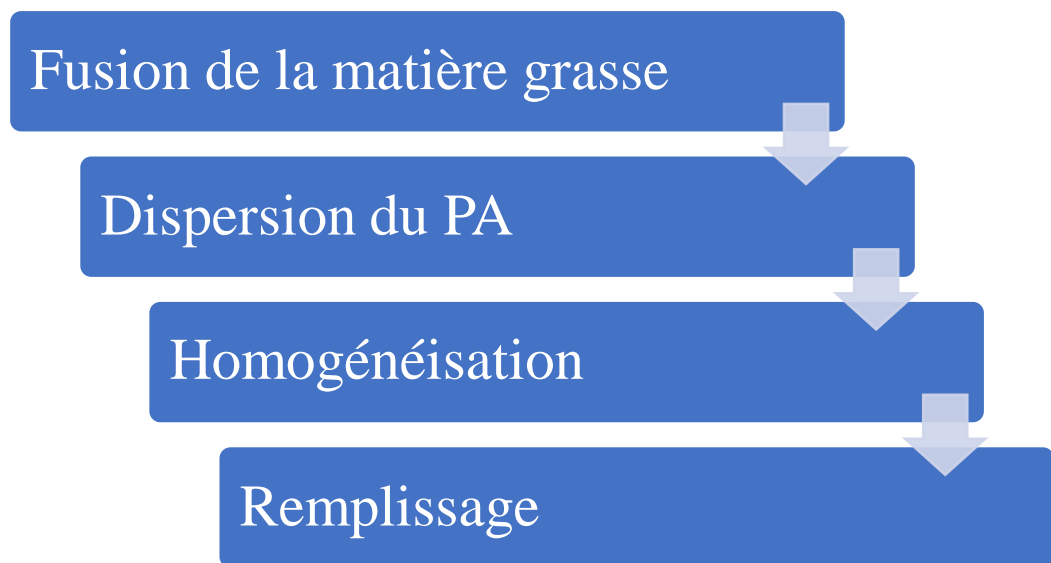 Fusion de la matière grasse
Dispersion du PA
Homogénéisation
Remplissage